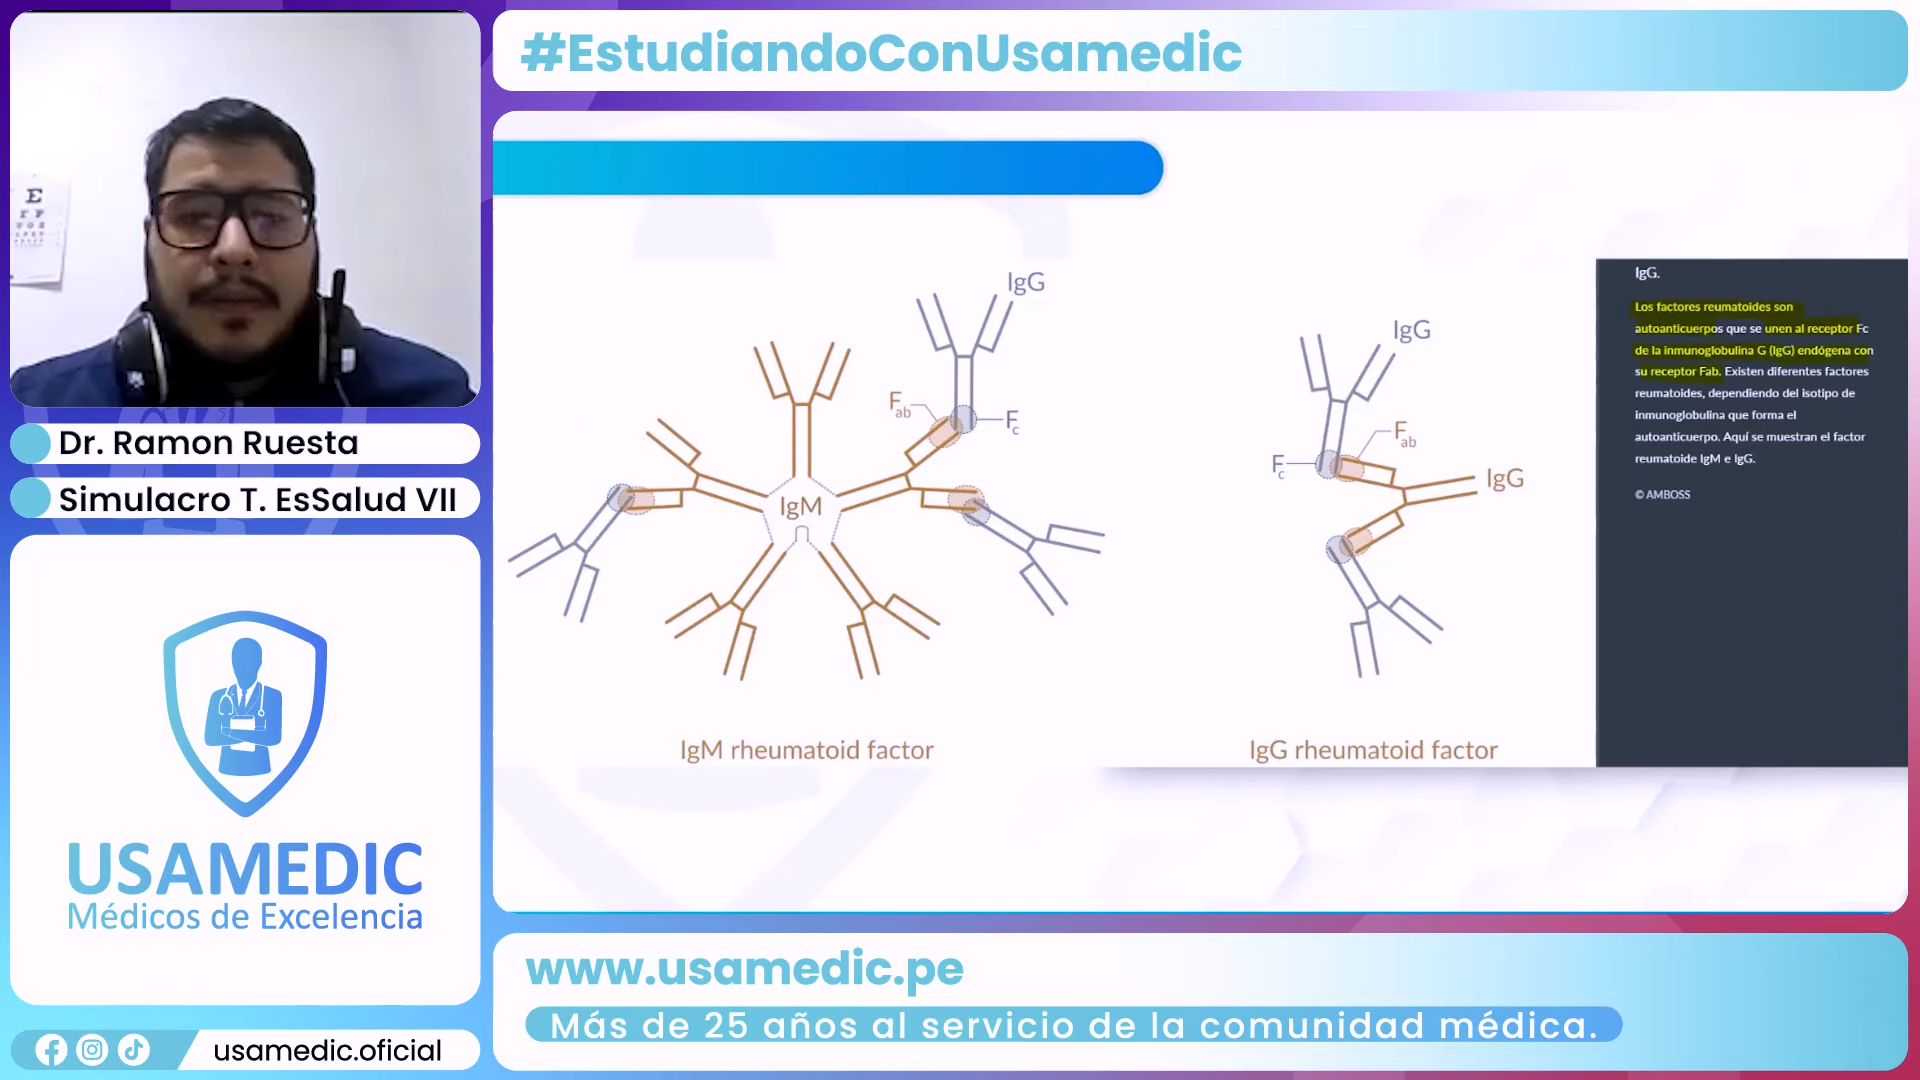 #EstudiandoConUsamedic
E
Dr. Ramon Ruesta
Simulacro T. EsSalud VII
USAMEDIC
Médicos de Excelencia
usamedic.oficial
IgG
Fab
Fc
IgM
IgM rheumatoid factor
IgG
Fab
Fc
IgG
IgG rheumatoid factor
IgG.
Los factores reumatoides son
autoanticuerpos que se unen al receptor Fc
de la inmunoglobulina G (IgG) endógena con
su receptor Fab. Existen diferentes factores
reumatoides, dependiendo del isotipo de
inmunoglobulina que forma el
autoanticuerpo. Aquí se muestran el factor
reumatoide IgM e IgG.
© AMBOSS
www.usamedic.pe
Más de 25 años al servicio de la comunidad médica.